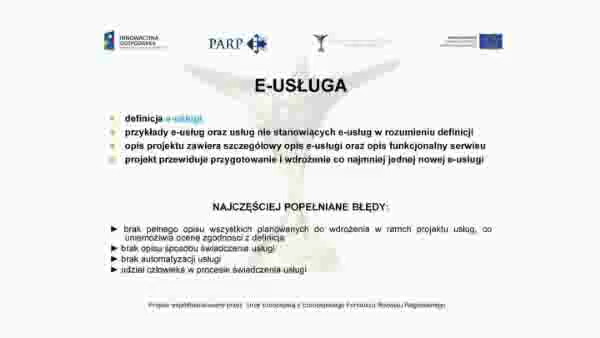 INNOWACYJNA
GOSPODARKA
PARP
E-USŁUGA
definicja e-usługi
przykłady e-usług oraz usług nie stanowiących e-usług w rozumieniu definicji
opis projektu zawiera szczegółowy opis e-usługi oraz opis funkcjonalny serwisu
projekt przewiduje przygotowanie i wdrożenie co najmniej jednej nowej e-usługi
NAJCZĘŚCIEJ POPEŁNIANE BŁĘDY:
► brak pełnego opisu wszystkich planowanych do wdrożenia w ramch projektu usług, co
uniemożliwia ocenę zgodności z definicją
► brak opisu sposobu świadczenia usługi
► brak automatyzacji usługi
► udział człowieka w procesie świadczenia usługi
Projekt współfinansowany przez Unię Europejską z Europejskiego Funduszu Rozwoju Regionalnego